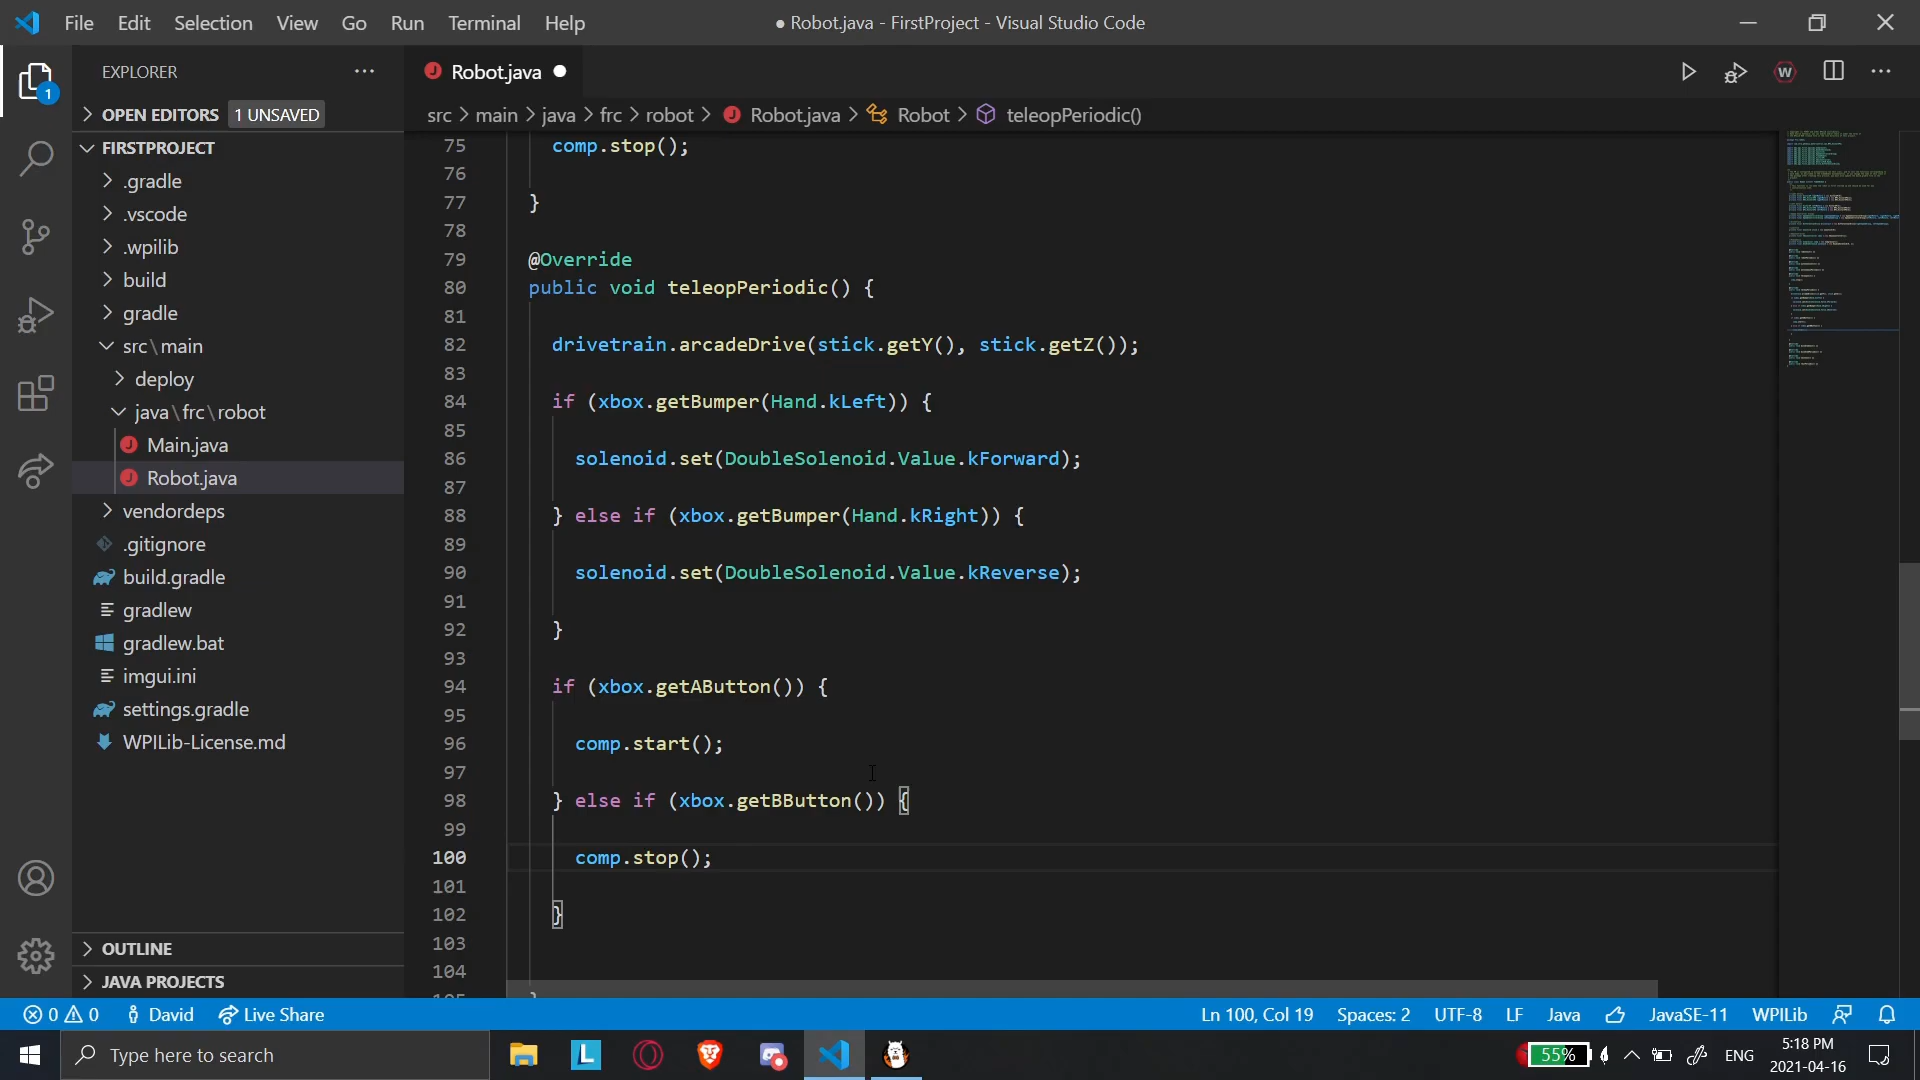 File Edit Selection View Go Run Terminal Help
● Robot.java - FirstProject - Visual Studio Code
EXPLORER
Robot.java
OPEN EDITORS 1 UNSAVED
src > main > java > frc > robot > Robot.java > Robot > teleopPeriodic()
FIRSTPROJECT
.gradle
.vscode
.wpilib
build
gradle
src\main
deploy
java\frc\robot
Main.java
Robot.java
vendordeps
.gitignore
build.gradle
gradlew
gradlew.bat
imgui.ini
settings.gradle
WPILib-License.md
OUTLINE
JAVA PROJECTS
1
75 comp.stop();
76
77 }
78
79 @Override
80 public void teleopPeriodic() {
81
82 drivetrain.arcadeDrive(stick.getY(), stick.getZ());
83
84 if (xbox.getBumper(Hand.kLeft)) {
85
86 solenoid.set(DoubleSolenoid.Value.kForward);
87
88 } else if (xbox.getBumper(Hand.kRight)) {
89
90 solenoid.set(DoubleSolenoid.Value.kReverse);
91
92 }
93
94 if (xbox.getAButton()) {
95
96 comp.start();
97
98 } else if (xbox.getBButton()) {
99
100 comp.stop();
101
102 }
103
104
0 0 David Live Share Ln 100, Col 19 Spaces: 2 UTF-8 LF Java JavaSE-11 WPILib
Type here to search
L
55%
ENG
5:18 PM
2021-04-16